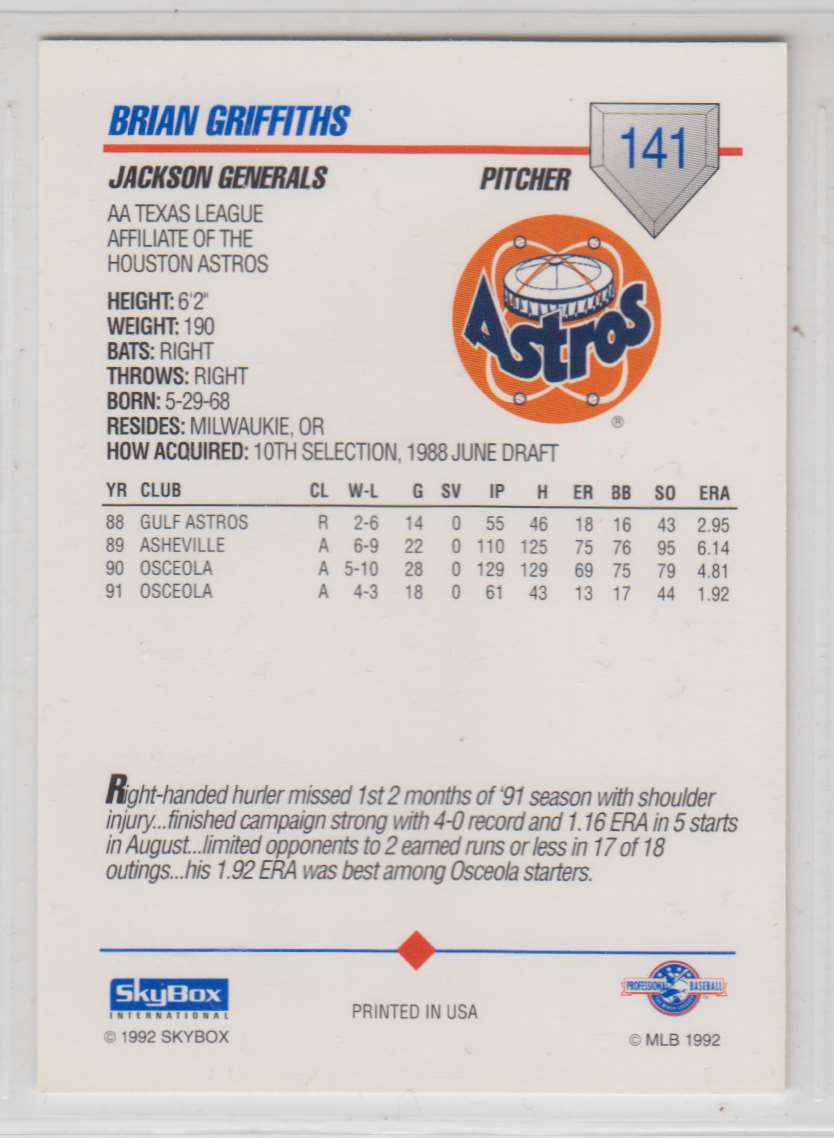 BRIAN GRIFFITHS
141
JACKSON GENERALS PITCHER
AA TEXAS LEAGUE
AFFILIATE OF THE
HOUSTON ASTROS
Astros
®
HEIGHT: 6'2"
WEIGHT: 190
BATS: RIGHT
THROWS: RIGHT
BORN: 5-29-68
RESIDES: MILWAUKIE, OR
HOW ACQUIRED: 10TH SELECTION, 1988 JUNE DRAFT
YR CLUB CL W-L G SV IP H ER BB SO ERA
88 GULF ASTROS R 2-6 14 0 55 46 18 16 43 2.95
89 ASHEVILLE A 6-9 22 0 110 125 75 76 95 6.14
90 OSCEOLA A 5-10 28 0 129 129 69 75 79 4.81
91 OSCEOLA A 4-3 18 0 61 43 13 17 44 1.92
Right-handed hurler missed 1st 2 months of '91 season with shoulder
injury...finished campaign strong with 4-0 record and 1.16 ERA in 5 starts
in August...limited opponents to 2 earned runs or less in 17 of 18
outings...his 1.92 ERA was best among Osceola starters.
SkyBox
INTERNATIONAL
© 1992 SKYBOX
PRINTED IN USA
PROFESSIONAL BASEBALL
© MLB 1992